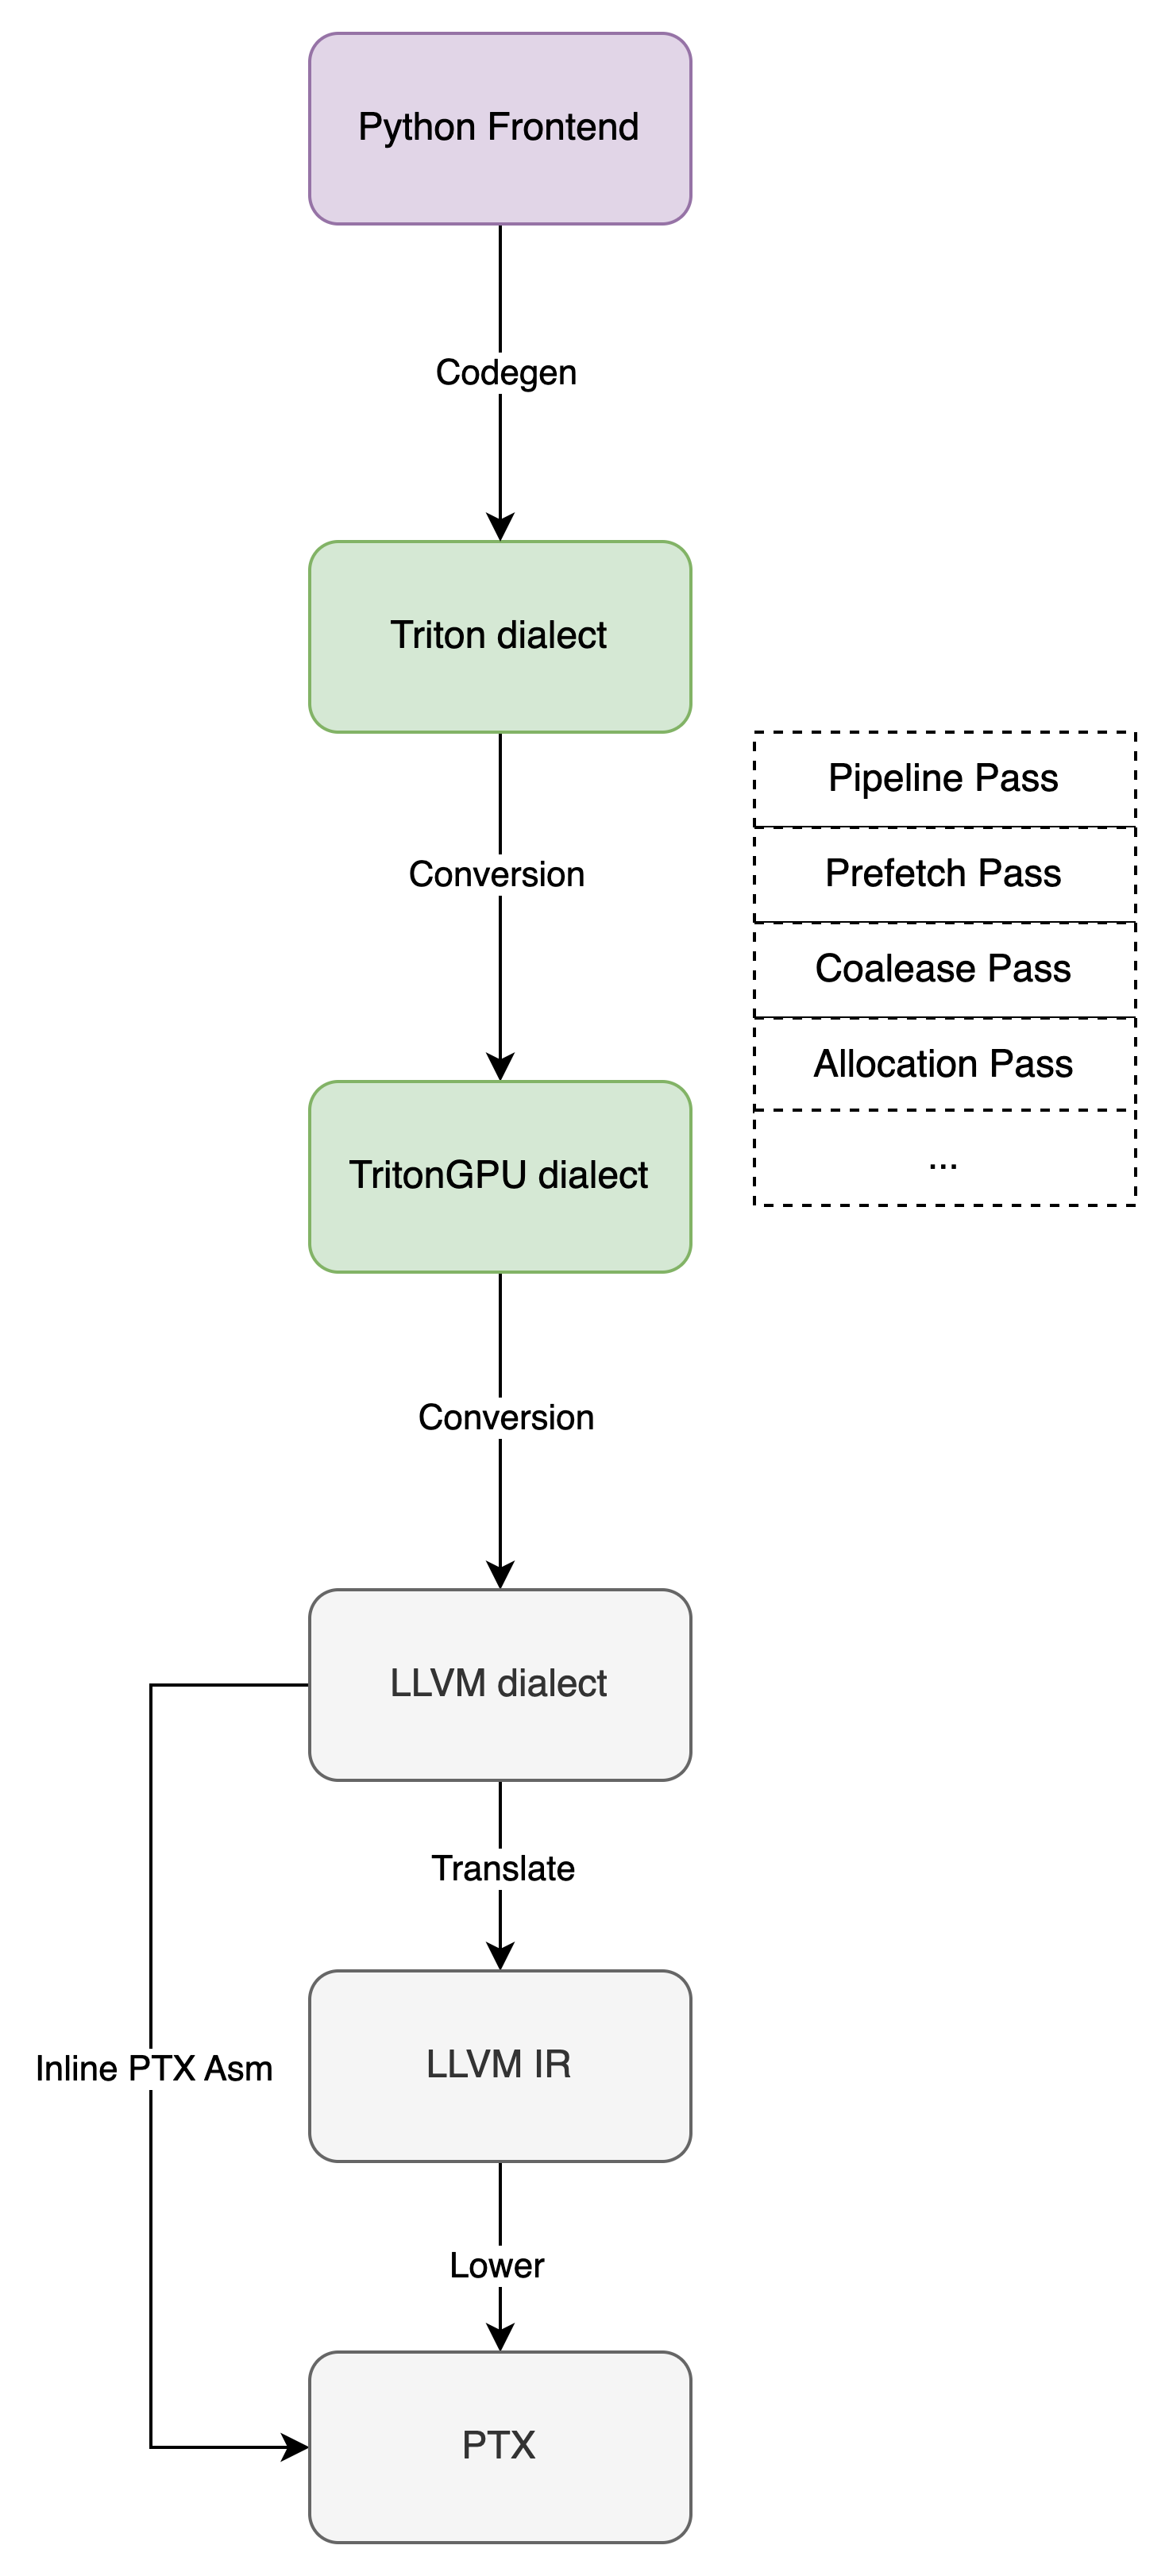 Python Frontend
Codegen
Triton dialect
Pipeline Pass
Conversion
Prefetch Pass
Coalease Pass
Allocation Pass
TritonGPU dialect
...
Conversion
LLVM dialect
Translate
LLVM IR
Inline PTX Asm
Lower
PTX